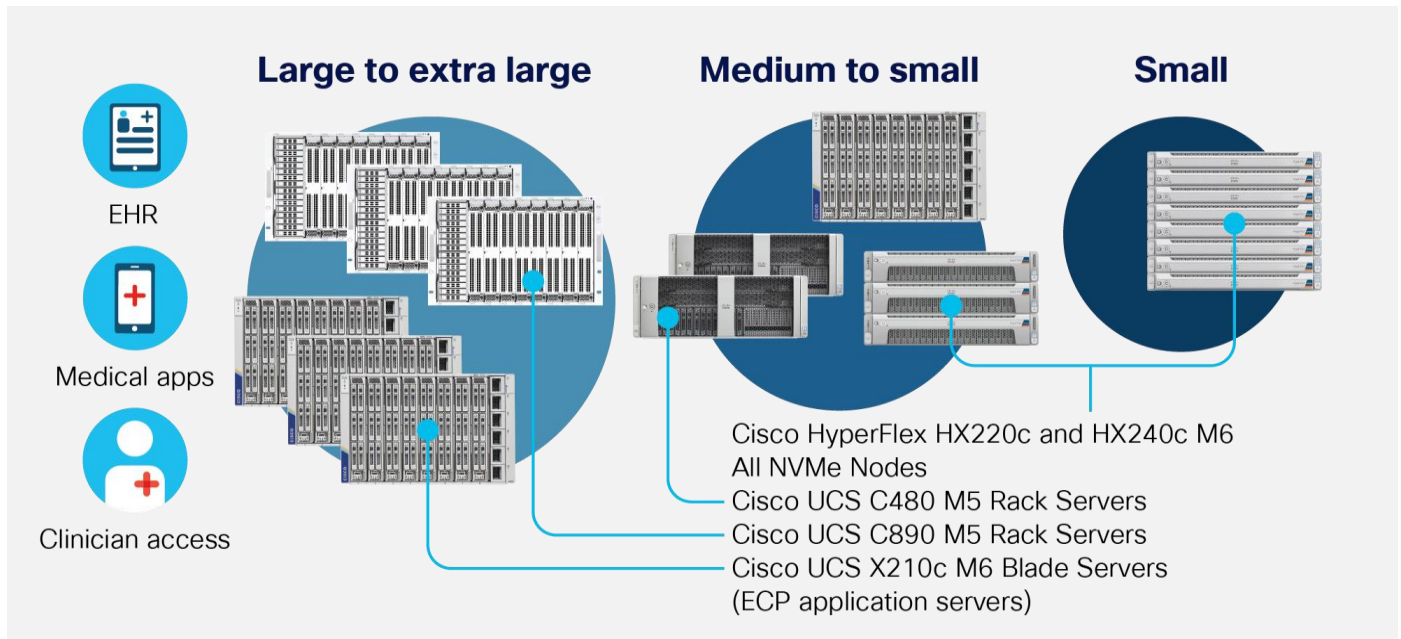 Large to extra large
Medium to small
Small
EHR
Medical apps
Clinician access
Cisco HyperFlex HX220c and HX240c M6
All NVMe Nodes
Cisco UCS C480 M5 Rack Servers
Cisco UCS C890 M5 Rack Servers
Cisco UCS X210c M6 Blade Servers
(ECP application servers)